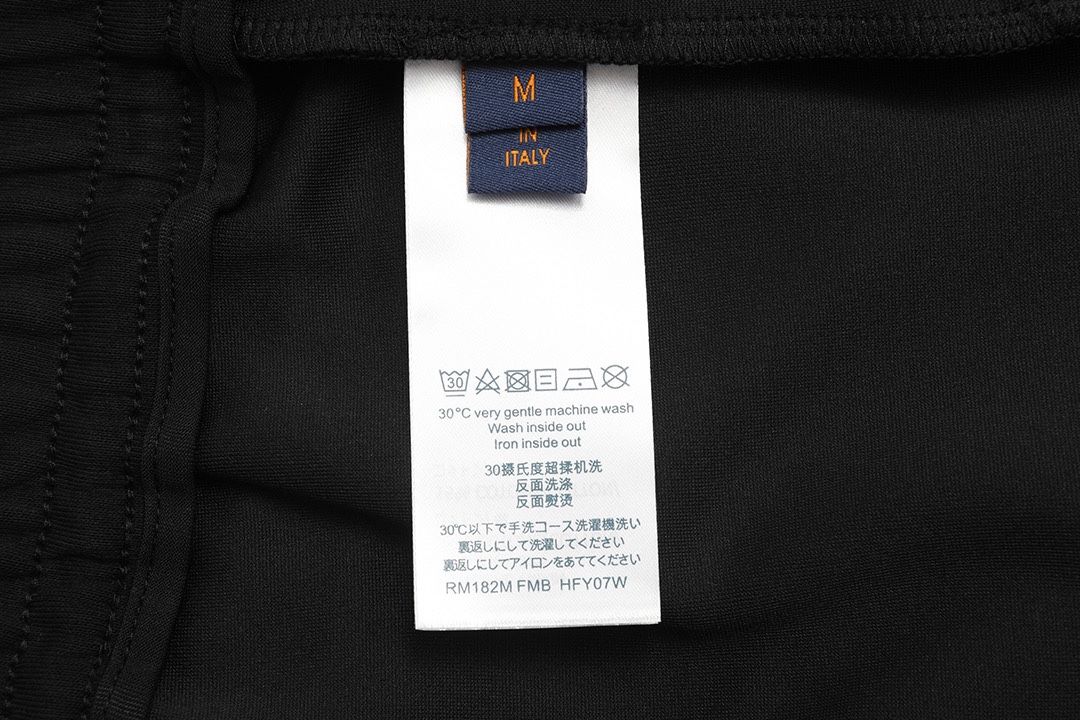 M
IN
ITALY
30
30°C very gentle machine wash
Wash inside out
Iron inside out
30摄氏度超揉机洗
反面洗涤
反面熨烫
30℃以下で手洗コース洗濯機洗い
裏返しにして洗濯してください
裏返しにしてアイロンをあててください
RM182M FMB HFY07W